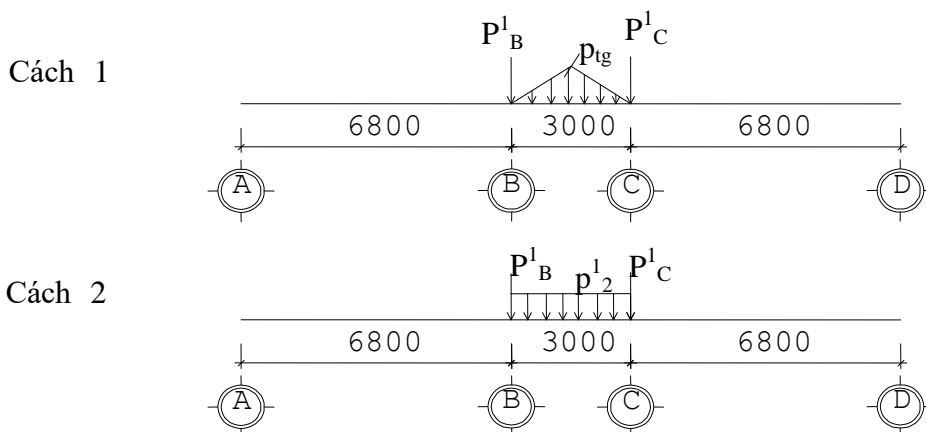 P¹B P¹C
Cách 1
ptg
6800 3000 6800
A B C D
P¹B p¹2 P¹C
Cách 2
6800 3000 6800
A B C D